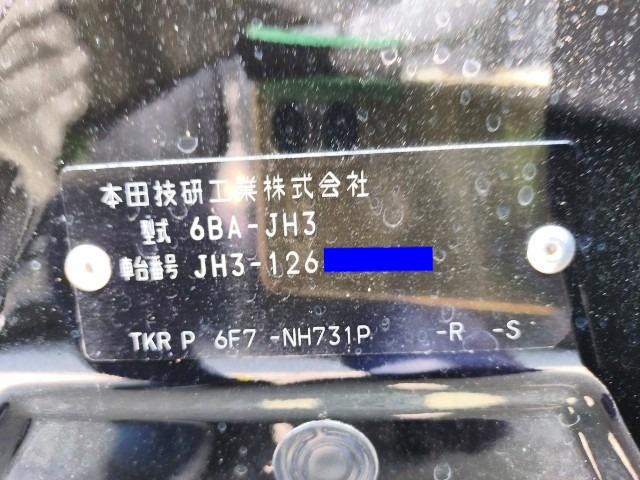 本田技研工業株式会社
型式 6BA-JH3
車台番号 JH3-126
TKR P 6F7 -NH731P -R -S